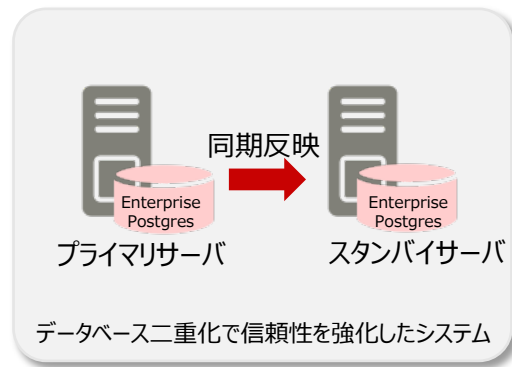 同期反映
Enterprise
Postgres
Enterprise
Postgres
プライマリサーバ
スタンバイサーバ
データベース二重化で信頼性を強化したシステム